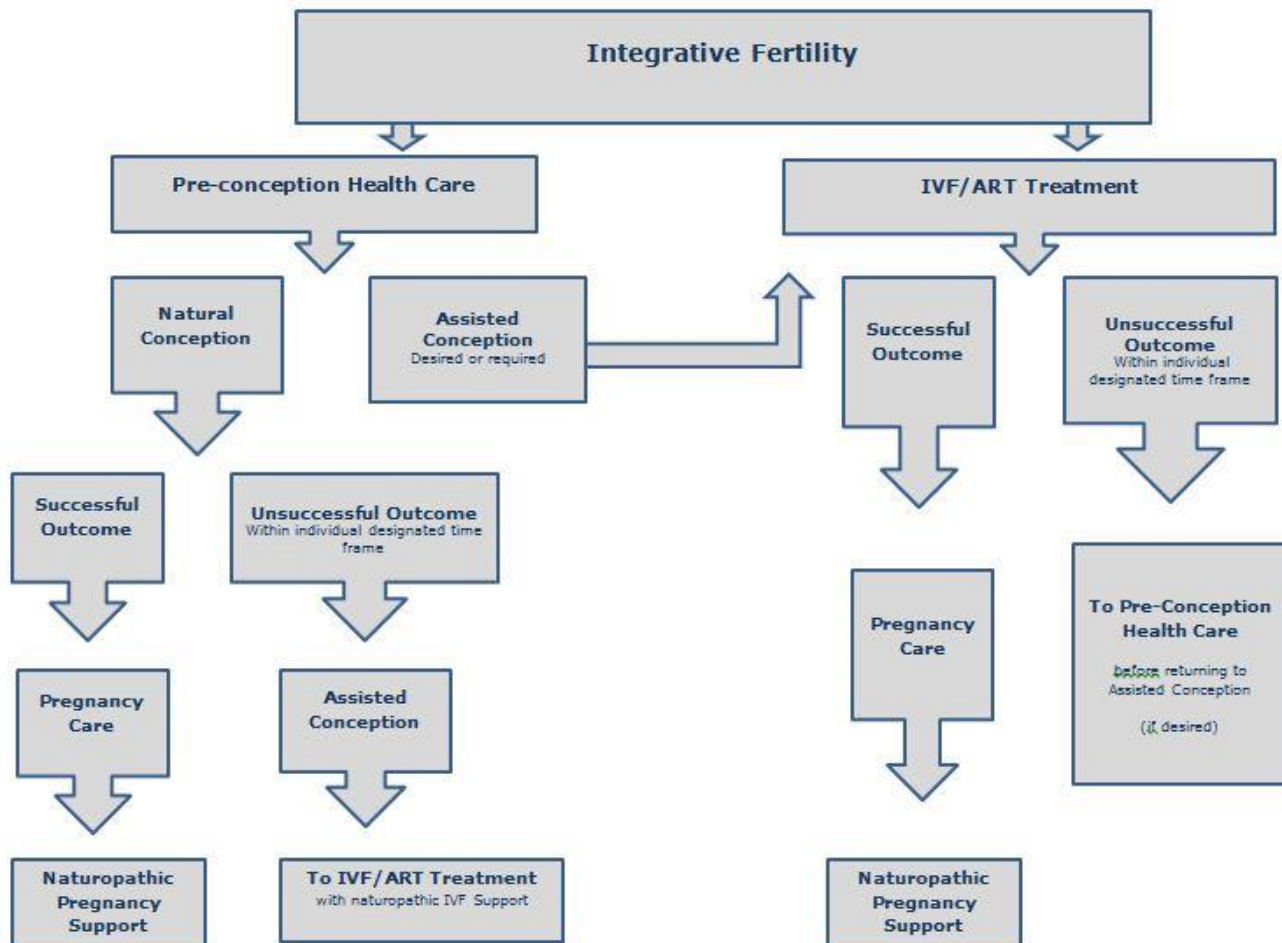 Integrative Fertility
Pre-conception Health Care
IVF/ART Treatment
Natural
Conception
Assisted
Conception
Desired or required
Successful
Outcome
Unsuccessful
Outcome
Within individual
designated time frame
Successful
Outcome
Unsuccessful Outcome
Within individual designated time
frame
Pregnancy
Care
To Pre-Conception
Health Care
before returning to
Assisted Conception
(if desired)
Pregnancy
Care
Assisted
Conception
Naturopathic
Pregnancy
Support
To IVF/ART Treatment
with naturopathic IVF Support
Naturopathic
Pregnancy
Support